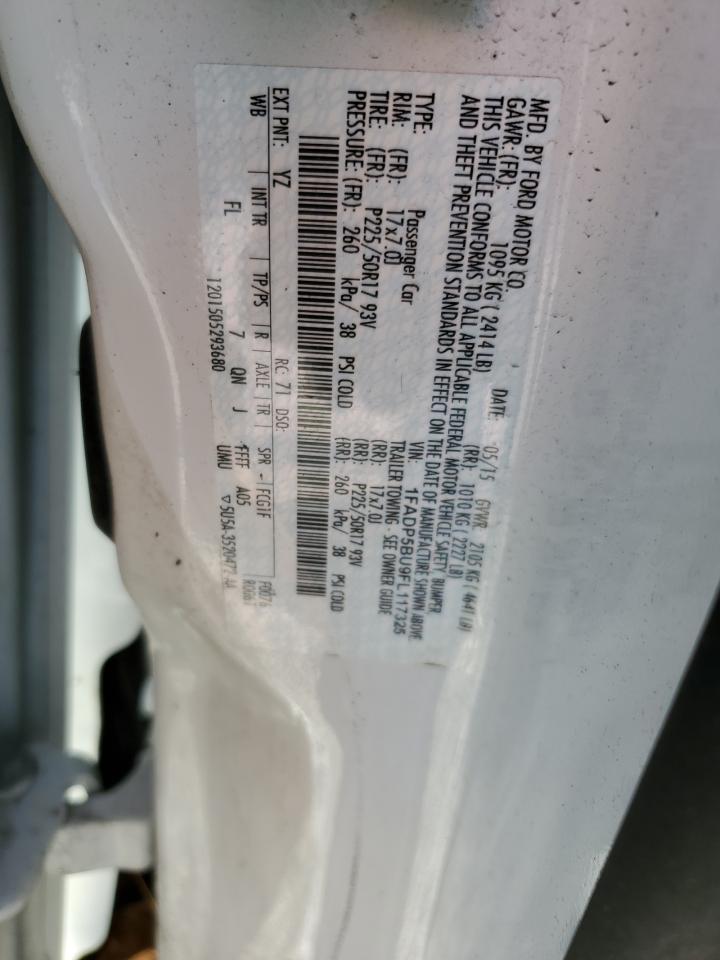 MFD. BY FORD MOTOR CO.
DATE: 05/15 GVWR: 2105 KG ( 4641 LB)
GAWR: (FR): 1095 KG ( 2414 LB) (RR): 1010 KG ( 2227 LB)
THIS VEHICLE CONFORMS TO ALL APPLICABLE FEDERAL MOTOR VEHICLE SAFETY, BUMPER,
AND THEFT PREVENTION STANDARDS IN EFFECT ON THE DATE OF MANUFACTURE SHOWN ABOVE.
VIN: 1FADP5BU9FL117325
TYPE: Passenger Car TRAILER TOWING - SEE OWNER GUIDE
RIM: (FR): 17x7.0J (RR): 17x7.0J
TIRE: (FR): P225/50R17 93V (RR): P225/50R17 93V
PRESSURE: (FR): 260 kPa/ 38 PSI COLD (RR): 260 kPa/ 38 PSI COLD
EXT PNT: YZ RC: 71 DSO:
WB INT TR TP/PS R AXLE TR SPR - FCG1F
FL 7 QN J FFFF A05
1201505293680 UMU